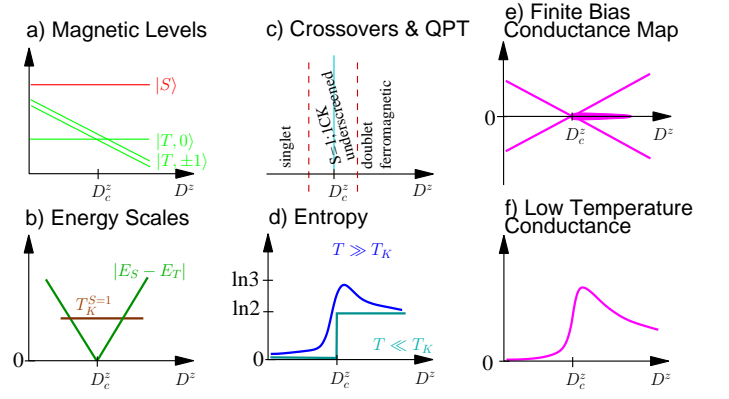 a) Magnetic Levels
|S⟩
|T, 0⟩
|T, ±1⟩
D_c^z
D^z
b) Energy Scales
|E_S − E_T|
T_K^{S=1}
0
D_c^z
D^z
c) Crossovers & QPT
singlet
S=1; 1CK
underscreened
doublet
ferromagnetic
D_c^z
D^z
d) Entropy
T ≫ T_K
ln3
ln2
T ≪ T_K
0
D_c^z
D^z
e) Finite Bias
Conductance Map
0
D_c^z
D^z
f) Low Temperature
Conductance
0
D_c^z
D^z